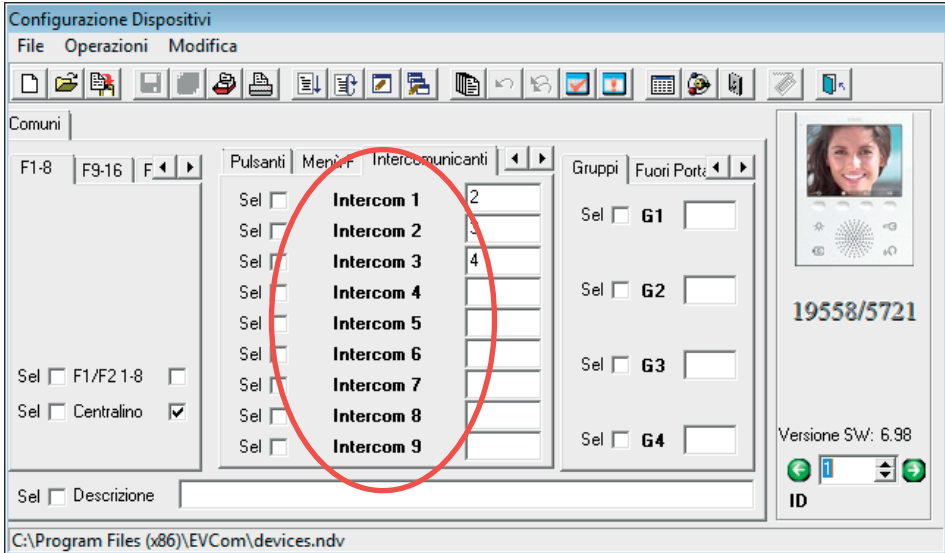 Configurazione Dispositivi
File Operazioni Modifica
Comuni
F1-8 F9-16 F
Sel F1/F2 1-8
Sel Centralino
Pulsanti Menù F Intercomunicanti
Sel Intercom 1 2
Sel Intercom 2 3
Sel Intercom 3 4
Sel Intercom 4
Sel Intercom 5
Sel Intercom 6
Sel Intercom 7
Sel Intercom 8
Sel Intercom 9
Gruppi Fuori Porta
Sel G1
Sel G2
Sel G3
Sel G4
19558/5721
Versione SW: 6.98
1
ID
Sel Descrizione
C:\Program Files (x86)\EVCom\devices.ndv